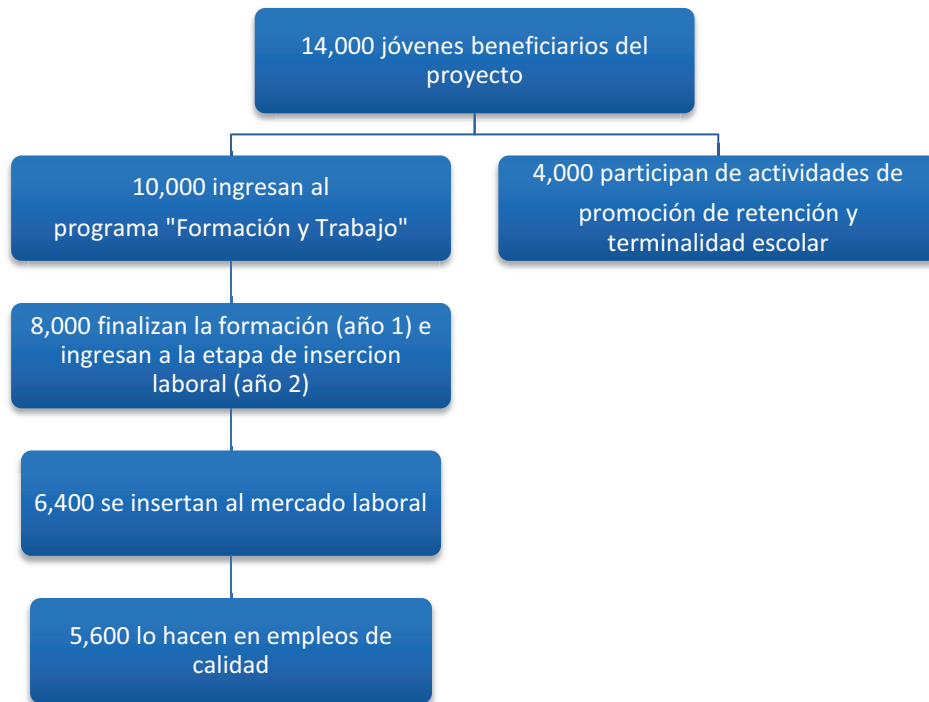 14,000 jóvenes beneficiarios del
proyecto
10,000 ingresan al
programa "Formación y Trabajo"
4,000 participan de actividades de
promoción de retención y
terminalidad escolar
8,000 finalizan la formación (año 1) e
ingresan a la etapa de insercion
laboral (año 2)
6,400 se insertan al mercado laboral
5,600 lo hacen en empleos de
calidad